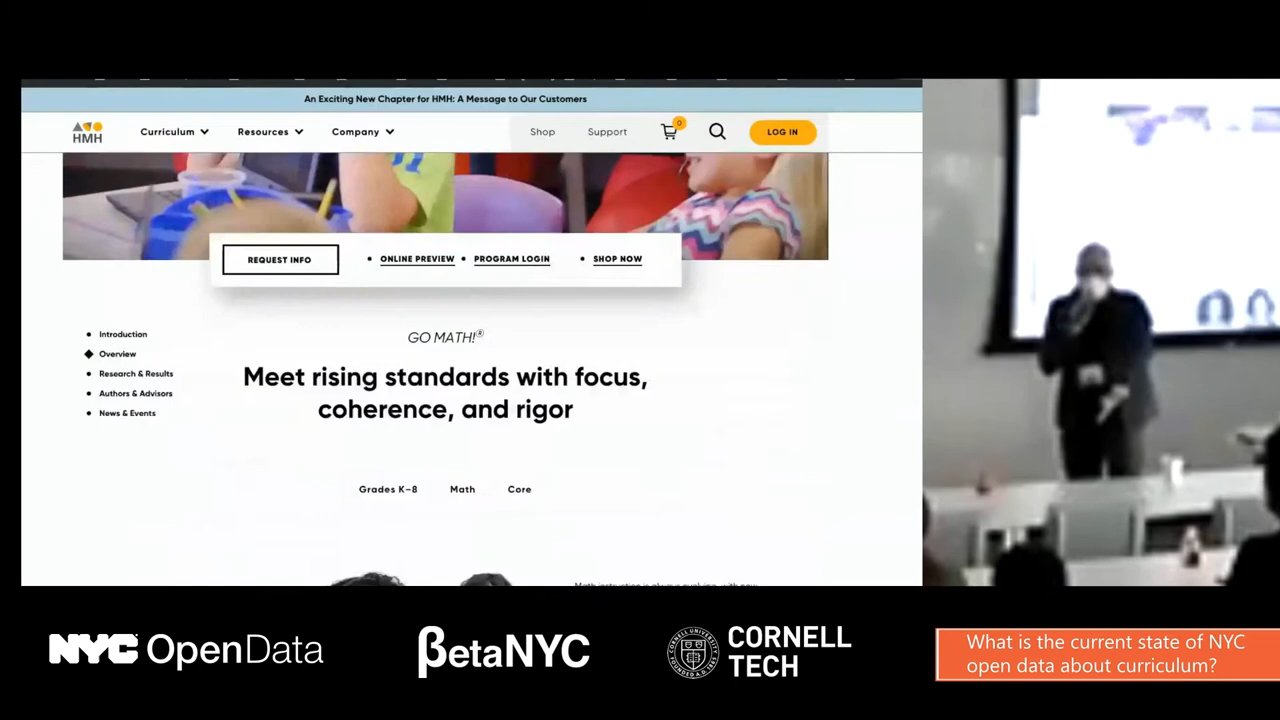 An Exciting New Chapter for HMH: A Message to Our Customers
HMH
Curriculum
Resources
Company
Shop
Support
0
LOG IN
REQUEST INFO
ONLINE PREVIEW
PROGRAM LOGIN
SHOP NOW
Introduction
Overview
Research & Results
Authors & Advisors
News & Events
GO MATH!®
Meet rising standards with focus,
coherence, and rigor
Grades K–8
Math
Core
NYC OpenData
βetaNYC
CORNELL
TECH
What is the current state of NYC
open data about curriculum?